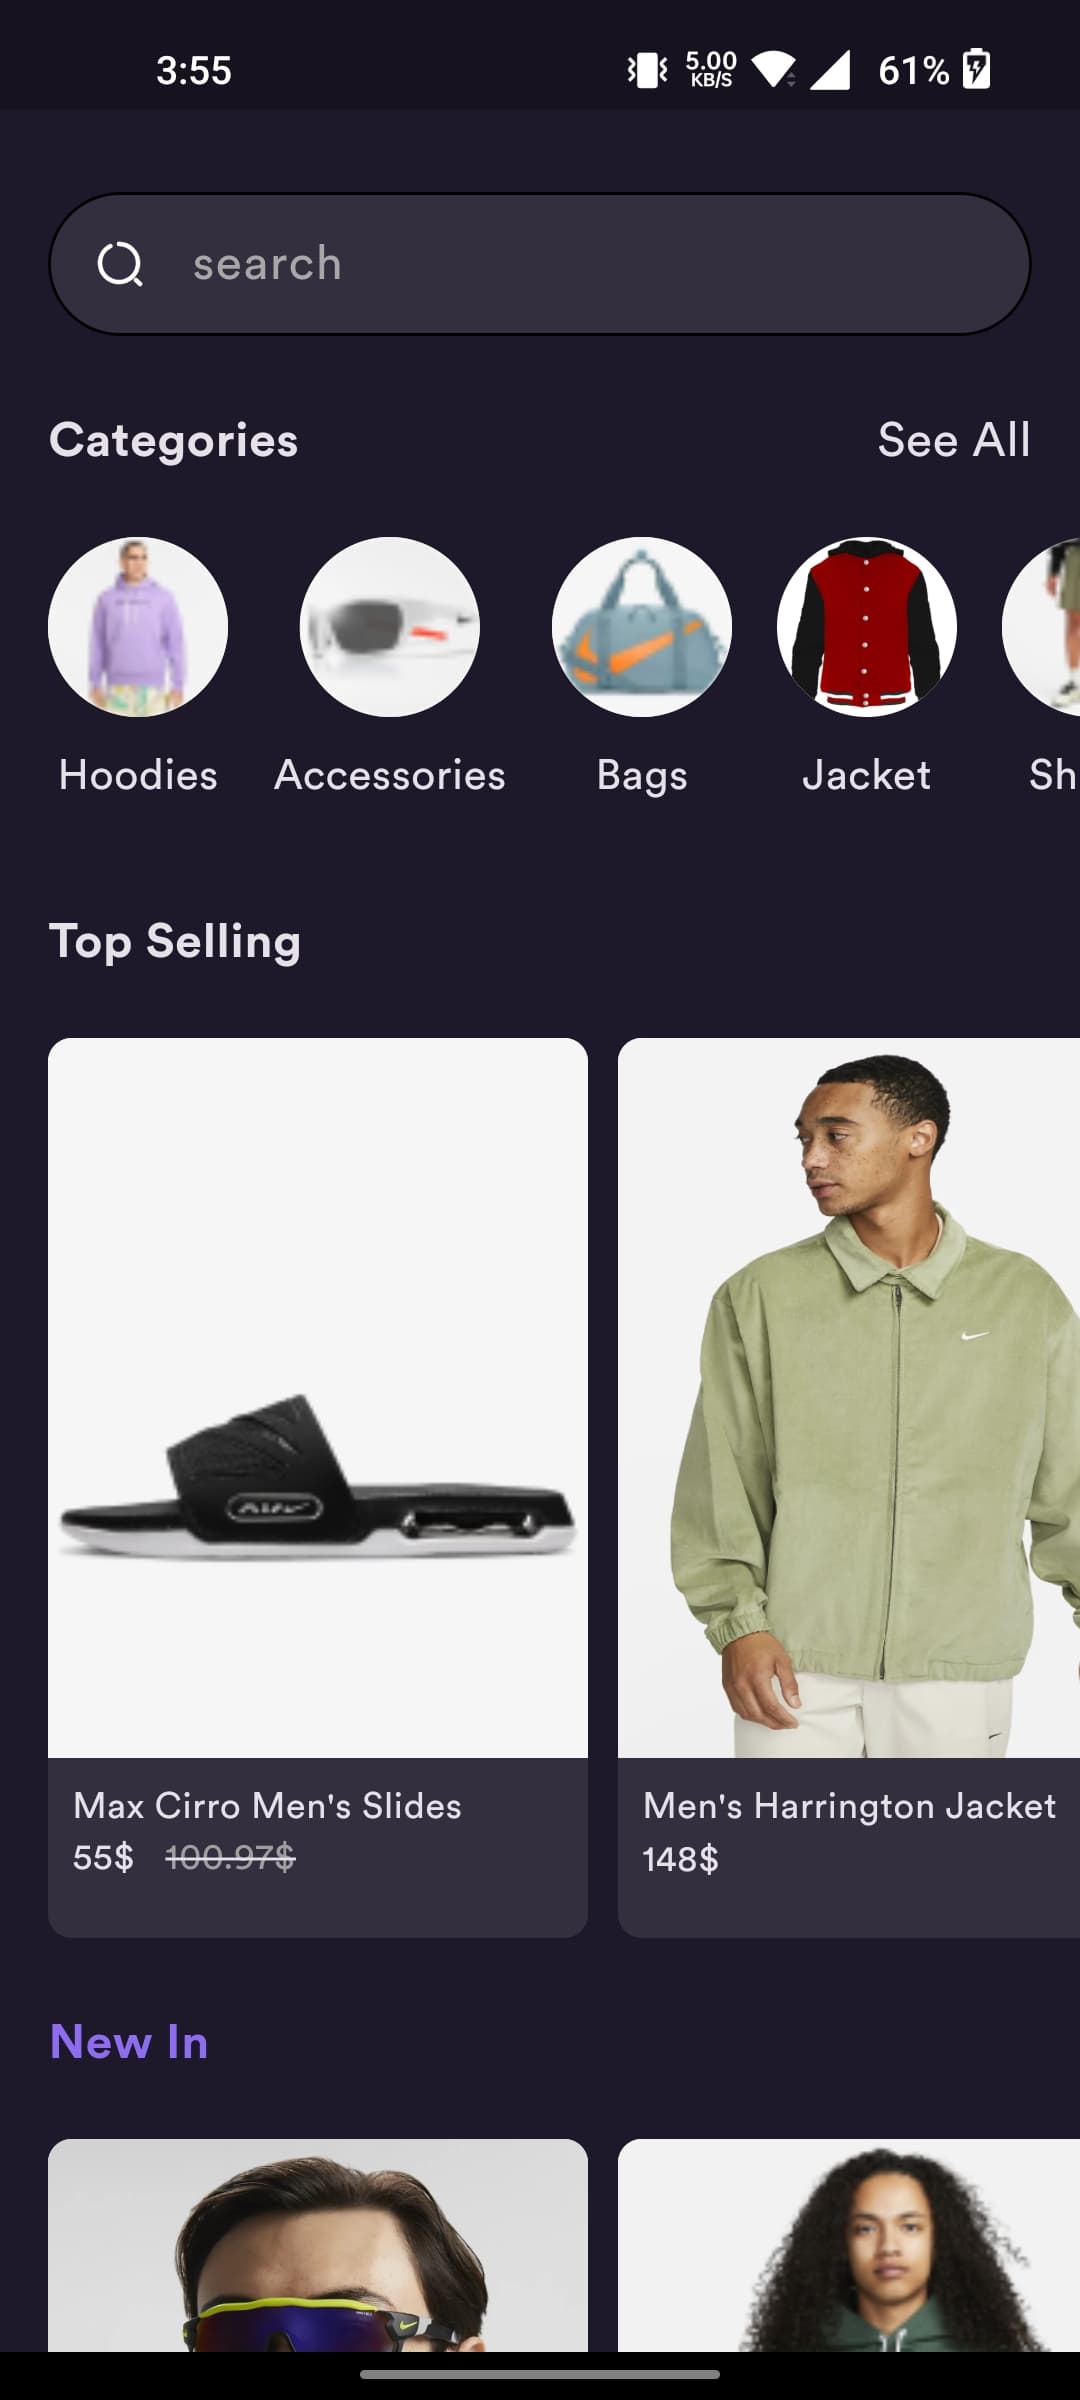 3:55
5.00
KB/S
61%
search
Categories
See All
Hoodies
Accessories
Bags
Jacket
Sh
Top Selling
Max Cirro Men's Slides
55$ 100.97$
Men's Harrington Jacket
148$
New In